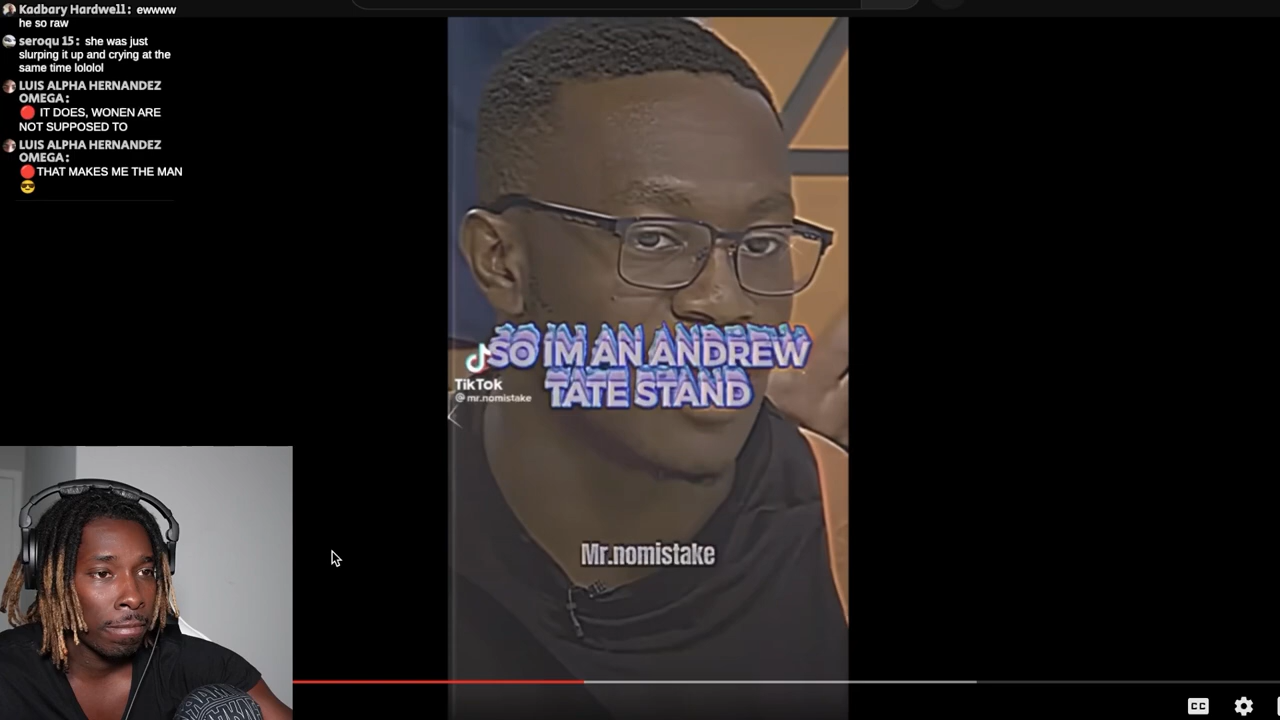 Kadbary Hardwell: ewwww
he so raw
seroqu 15: she was just
slurping it up and crying at the
same time lololol
LUIS ALPHA HERNANDEZ
OMEGA:
🔴 IT DOES, WONEN ARE
NOT SUPPOSED TO
LUIS ALPHA HERNANDEZ
OMEGA:
🔴THAT MAKES ME THE MAN
😎
SO IM AN ANDREW
TATE STAND
TikTok
@mr.nomistake
Mr.nomistake
CC